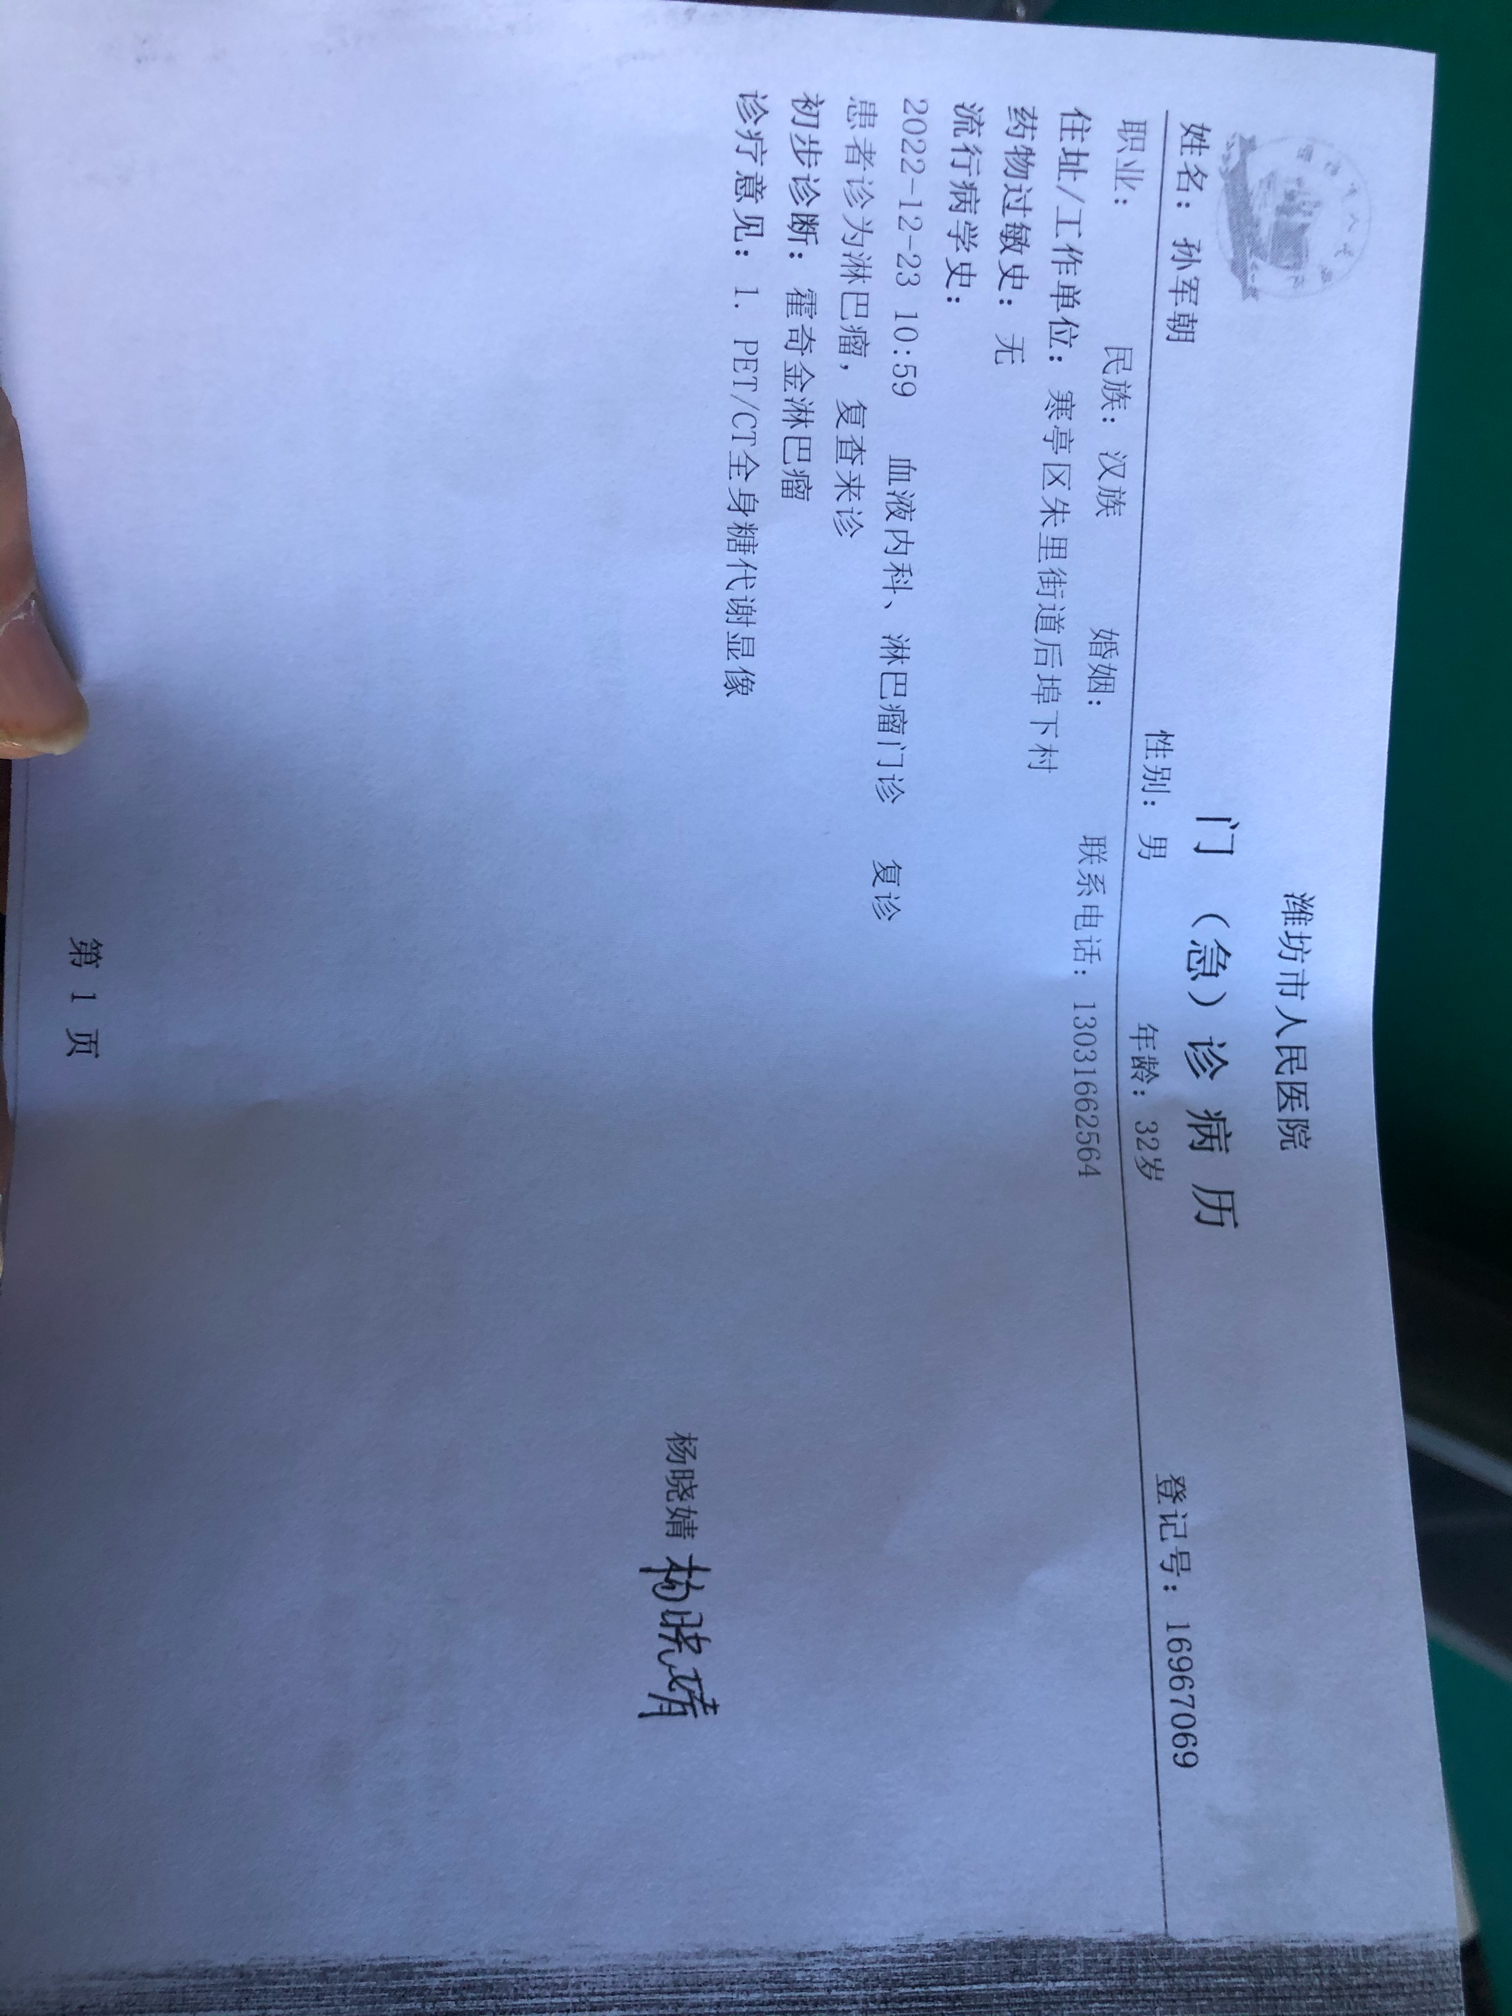 潍坊市人民医院
门（急）诊病历
姓名：孙军朝 性别：男 年龄：32岁 登记号：16967069
职业： 民族：汉族 婚姻： 联系电话：13031662564
住址/工作单位：寒亭区朱里街道后埠下村
药物过敏史：无
流行病学史：
2022-12-23 10:59 血液内科、淋巴瘤门诊 复诊
患者诊为淋巴瘤，复查来诊
初步诊断：霍奇金淋巴瘤
诊疗意见：1. PET/CT全身糖代谢显像
杨晓婧 杨晓婧
第 1 页